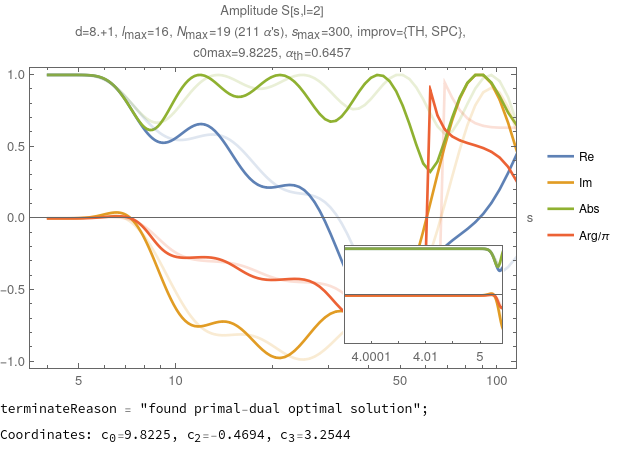 Amplitude S[s,l=2]
d=8.+1, lmax=16, Nmax=19 (211 α's), smax=300, improv={TH, SPC},
c0max=9.8225, αth=0.6457
1.0
0.5
0.0
−0.5
−1.0
s
Re
Im
Abs
Arg/π
4.0001 4.01 5
5 10 50 100
terminateReason = "found primal-dual optimal solution";
Coordinates: c0=9.8225, c2=-0.4694, c3=3.2544